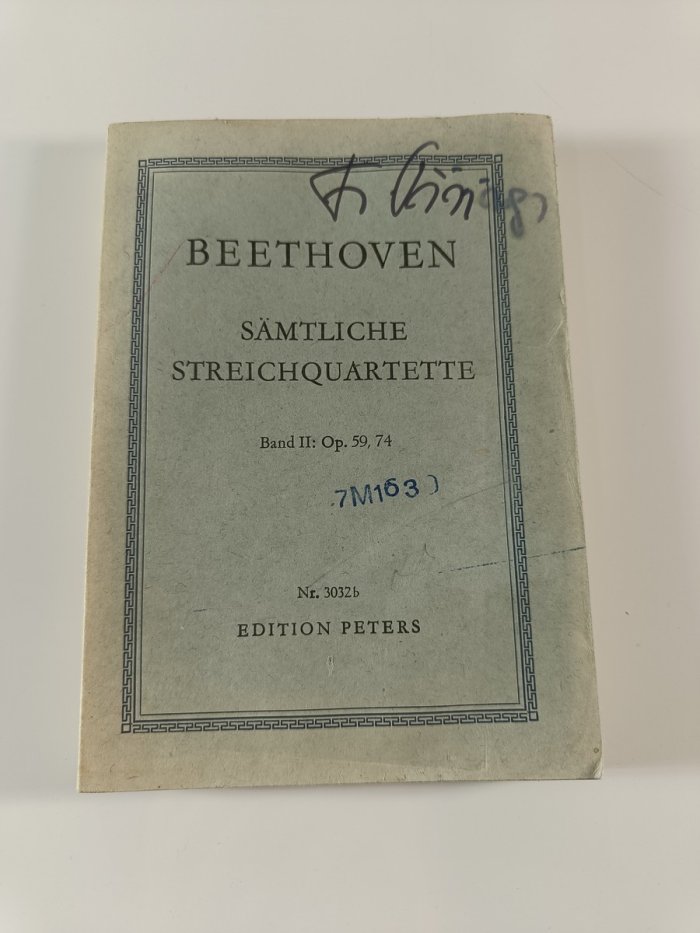 BEETHOVEN
SÄMTLICHE
STREICHQUARTETTE
Band II: Op. 59, 74
7M163
Nr. 3032b
EDITION PETERS